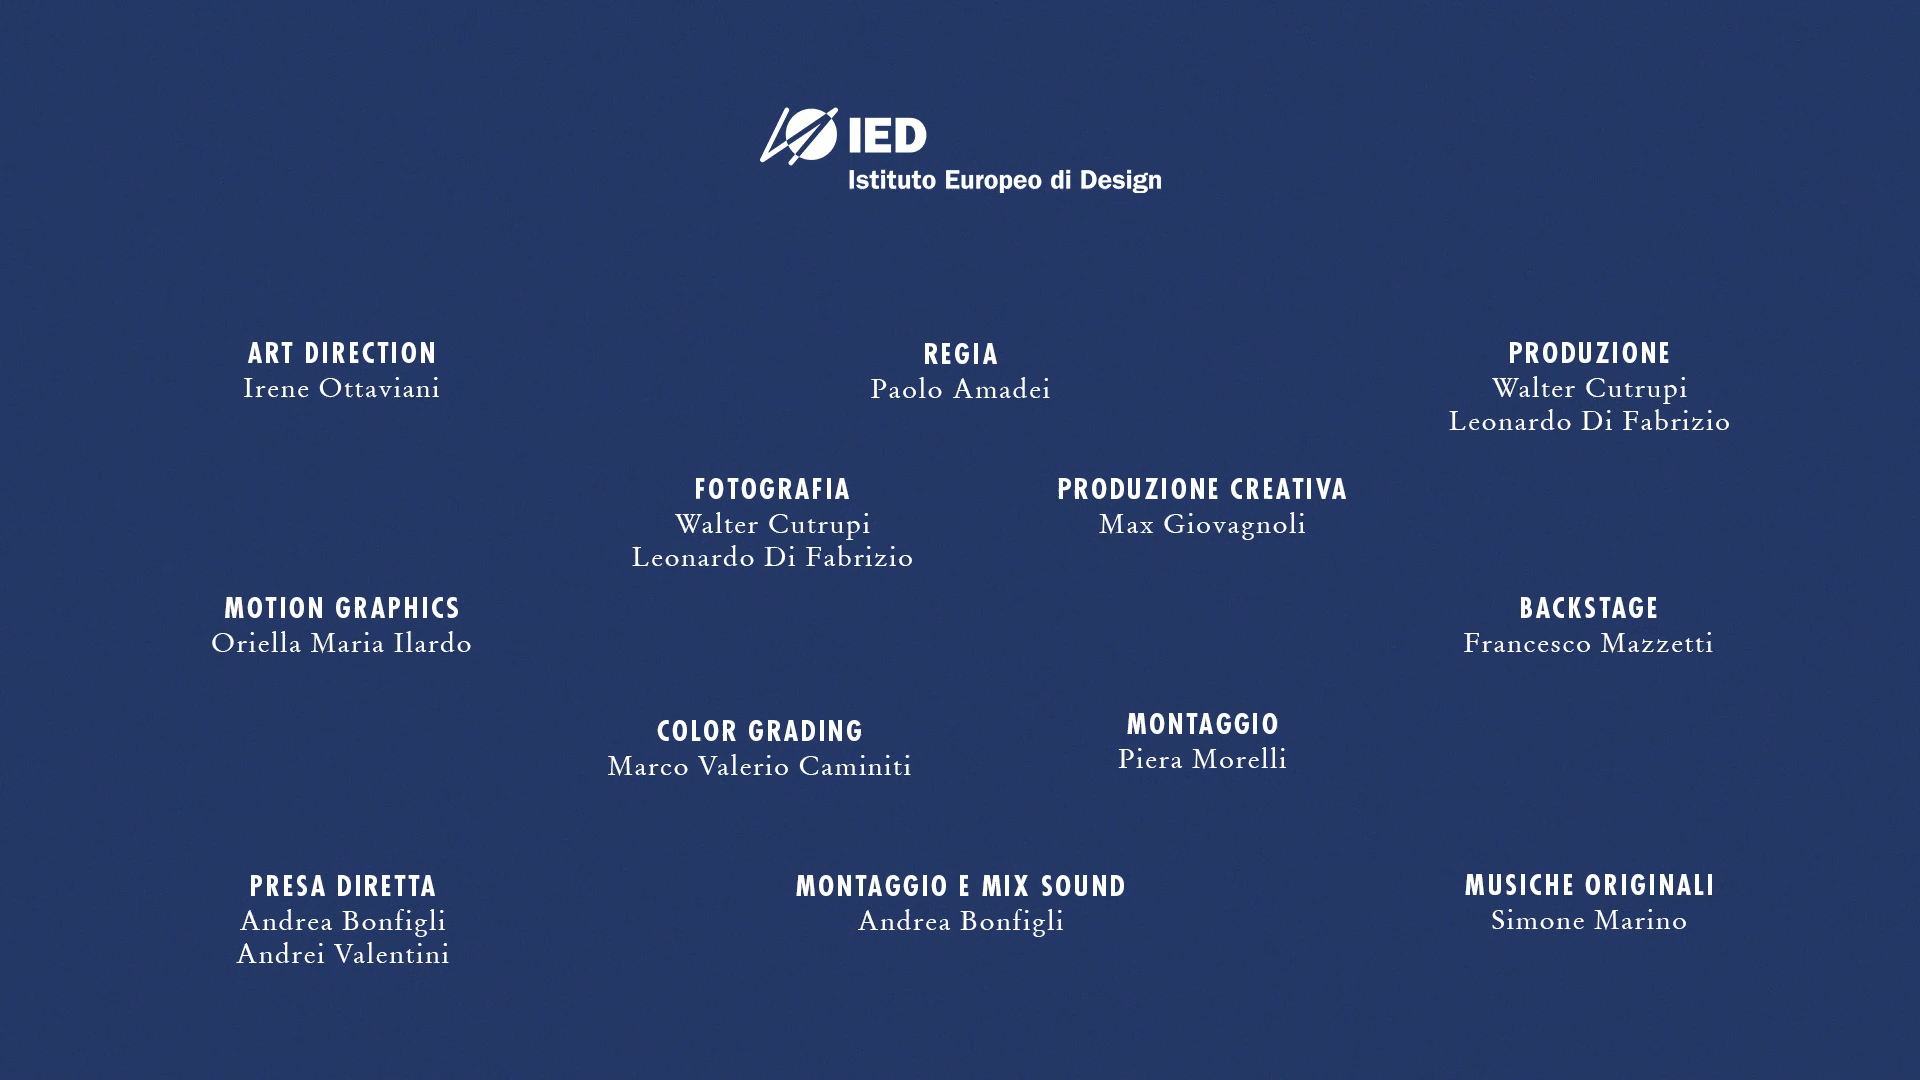 IED
Istituto Europeo di Design
ART DIRECTION
Irene Ottaviani
REGIA
Paolo Amadei
PRODUZIONE
Walter Cutrupi
Leonardo Di Fabrizio
FOTOGRAFIA
Walter Cutrupi
Leonardo Di Fabrizio
PRODUZIONE CREATIVA
Max Giovagnoli
MOTION GRAPHICS
Oriella Maria Ilardo
BACKSTAGE
Francesco Mazzetti
COLOR GRADING
Marco Valerio Caminiti
MONTAGGIO
Piera Morelli
PRESA DIRETTA
Andrea Bonfigli
Andrei Valentini
MONTAGGIO E MIX SOUND
Andrea Bonfigli
MUSICHE ORIGINALI
Simone Marino